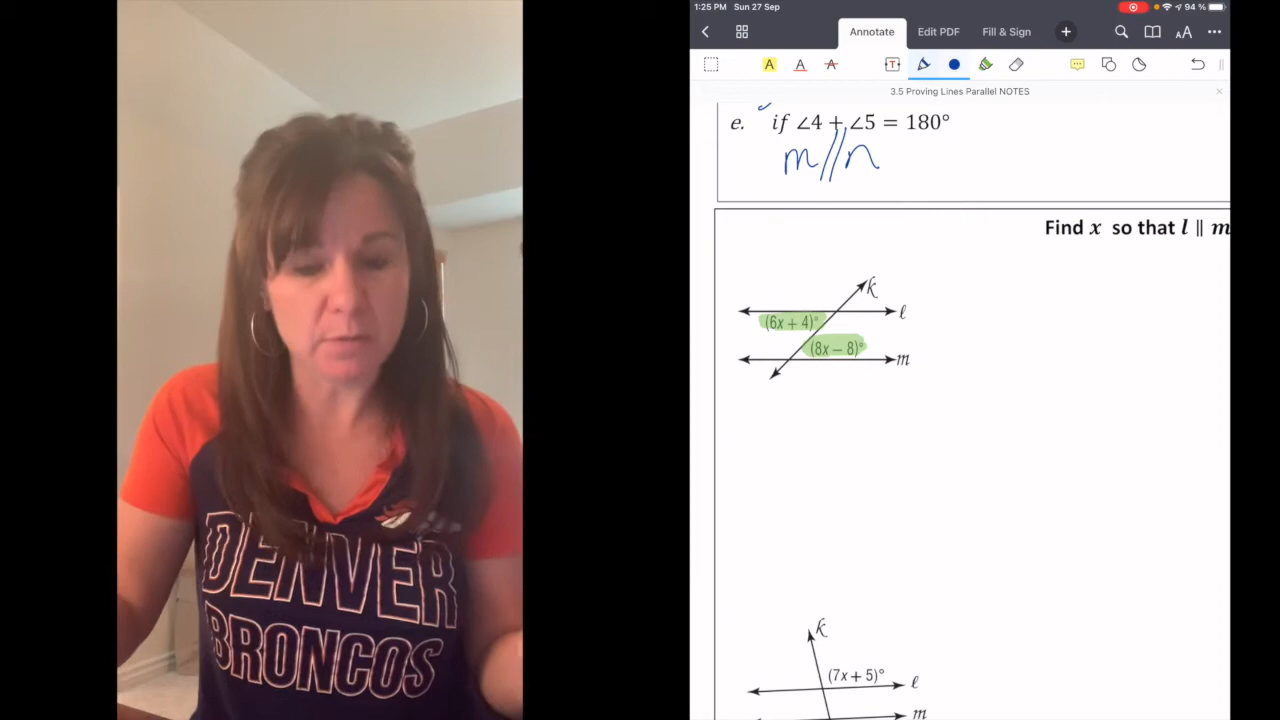 DENVER
BRONCOS
1:25 PM Sun 27 Sep
94 %
Annotate
Edit PDF
Fill & Sign
3.5 Proving Lines Parallel NOTES
e. if ∠4 + ∠5 = 180°
m // n
Find x so that l ∥ m
k
l
(6x + 4)°
(8x − 8)°
m
k
(7x + 5)°
l
m